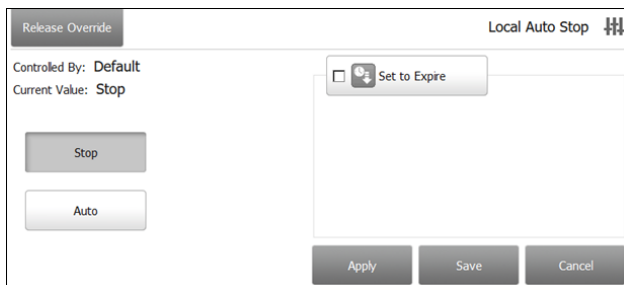 Release Override
Local Auto Stop
Controlled By: Default
Current Value: Stop
Set to Expire
Stop
Auto
Apply
Save
Cancel